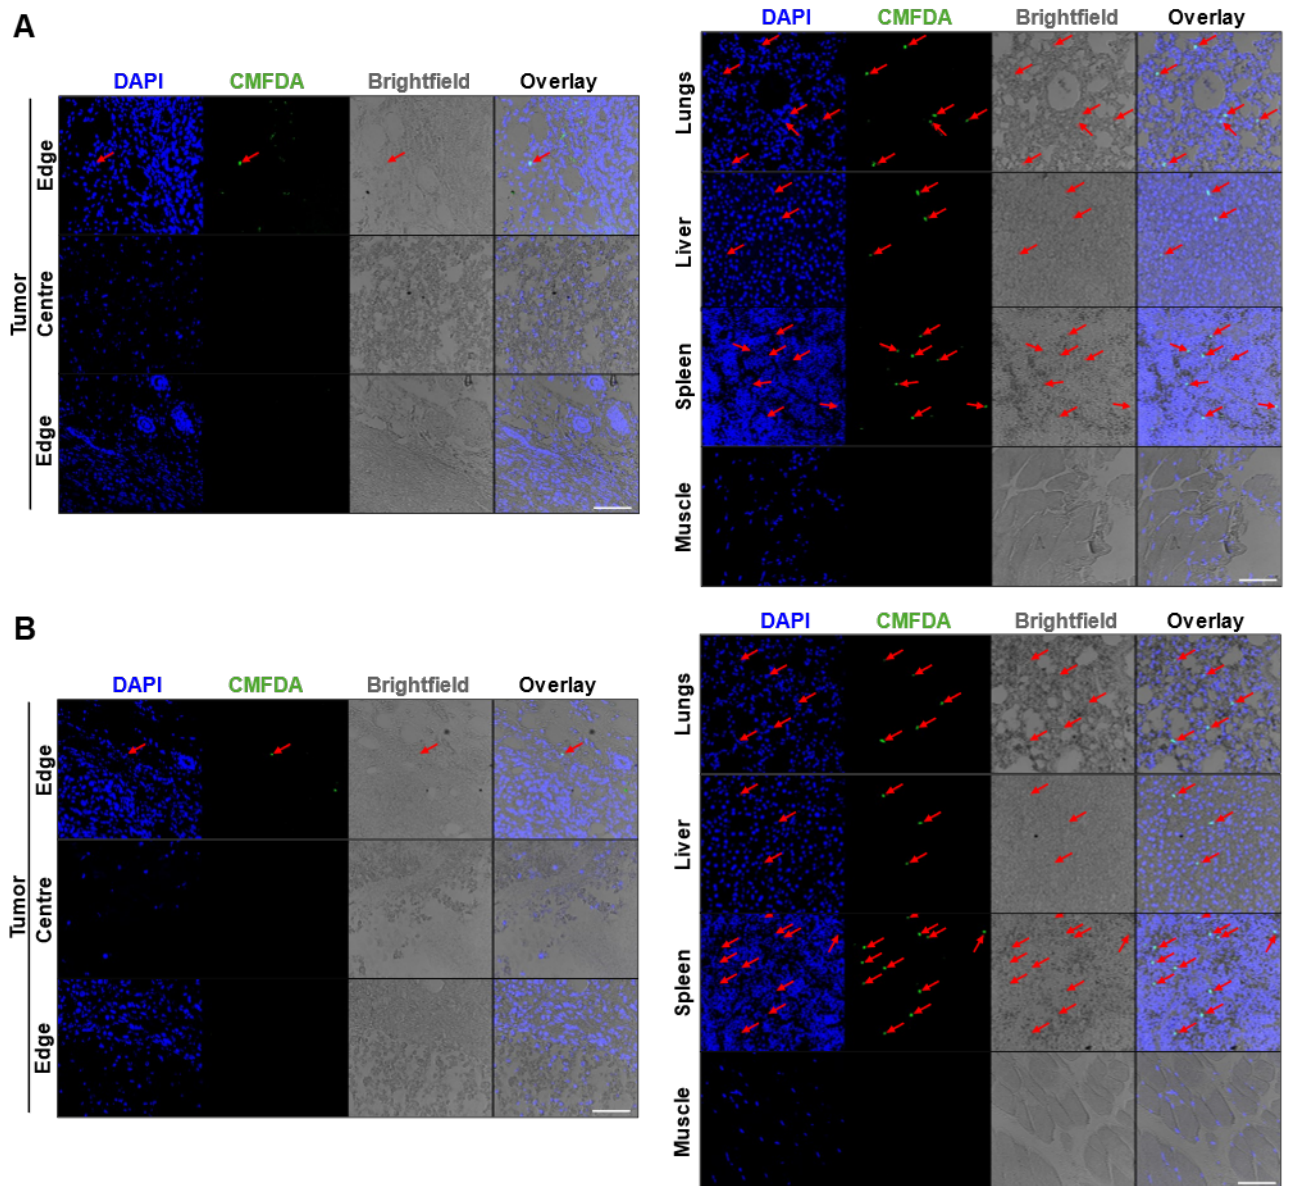 A
DAPI CMFDA Brightfield Overlay
Tumor
Edge
Centre
Edge
DAPI CMFDA Brightfield Overlay
Lungs
Liver
Spleen
Muscle
B
DAPI CMFDA Brightfield Overlay
Tumor
Edge
Centre
Edge
DAPI CMFDA Brightfield Overlay
Lungs
Liver
Spleen
Muscle